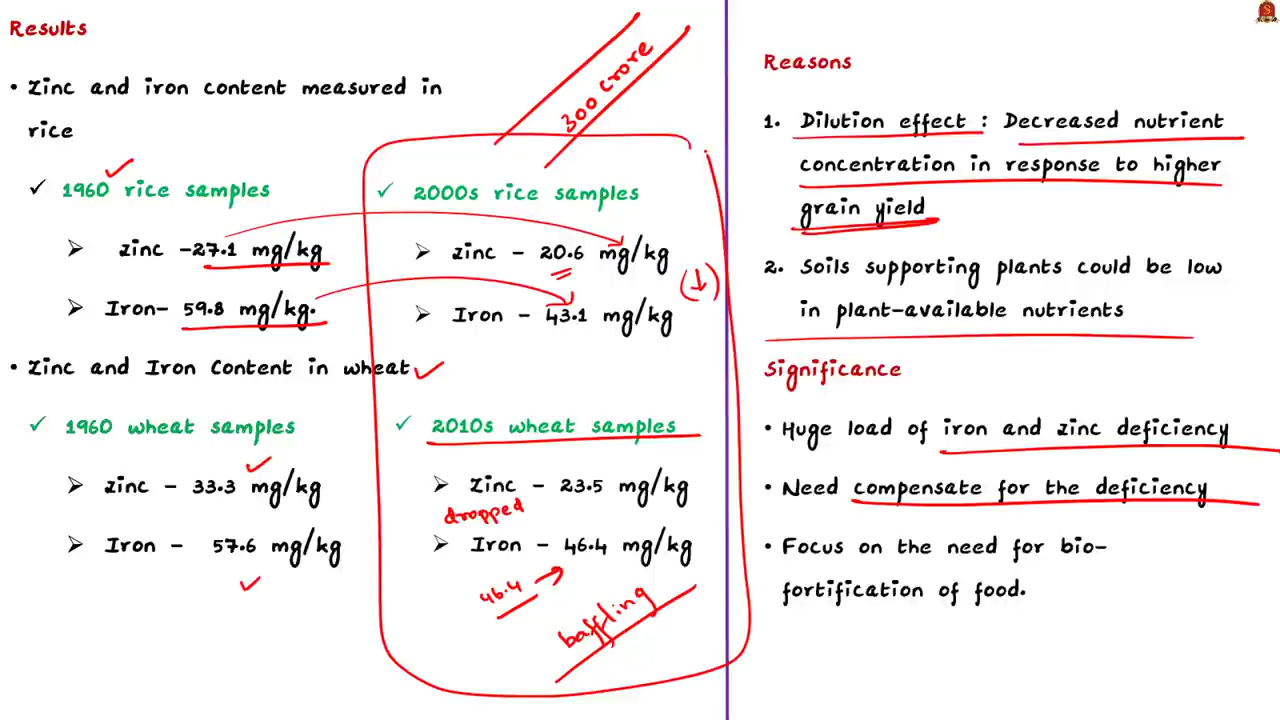 Results
• Zinc and iron content measured in
rice
✓ 1960 rice samples
➢ Zinc -27.1 mg/kg
➢ Iron- 59.8 mg/kg.
300 crore
✓ 2000s rice samples
➢ Zinc - 20.6 mg/kg
➢ Iron - 43.1 mg/kg
(↓)
• Zinc and Iron Content in wheat
✓ 1960 wheat samples
➢ Zinc - 33.3 mg/kg
➢ Iron - 57.6 mg/kg
✓ 2010s wheat samples
➢ Zinc - 23.5 mg/kg
dropped
➢ Iron - 46.4 mg/kg
46.4 →
baffling
Reasons
1. Dilution effect : Decreased nutrient
concentration in response to higher
grain yield
2. Soils supporting plants could be low
in plant-available nutrients
Significance
• Huge load of iron and zinc deficiency
• Need compensate for the deficiency
• Focus on the need for bio-
fortification of food.